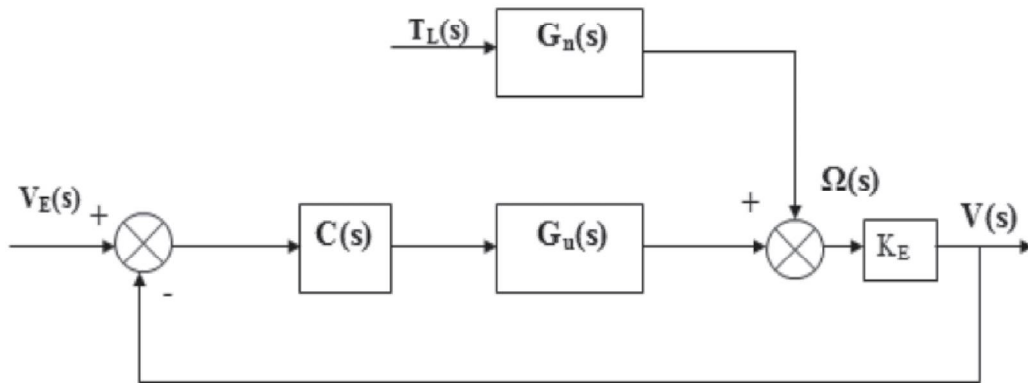 T_L(s)
G_n(s)
V_E(s)
+
C(s)
G_u(s)
+
Ω(s)
K_E
V(s)
-